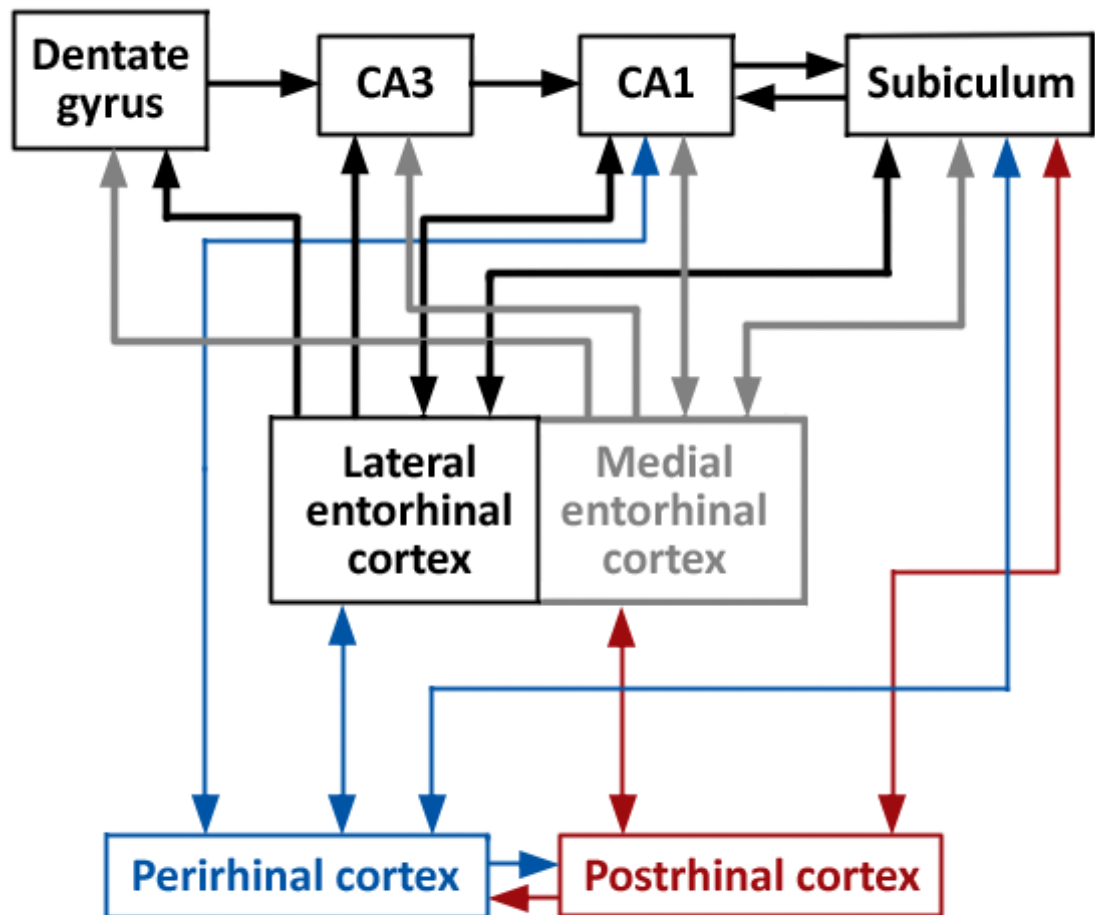 Dentate
gyrus
CA3
CA1
Subiculum
Lateral
entorhinal
cortex
Medial
entorhinal
cortex
Perirhinal cortex
Postrhinal cortex